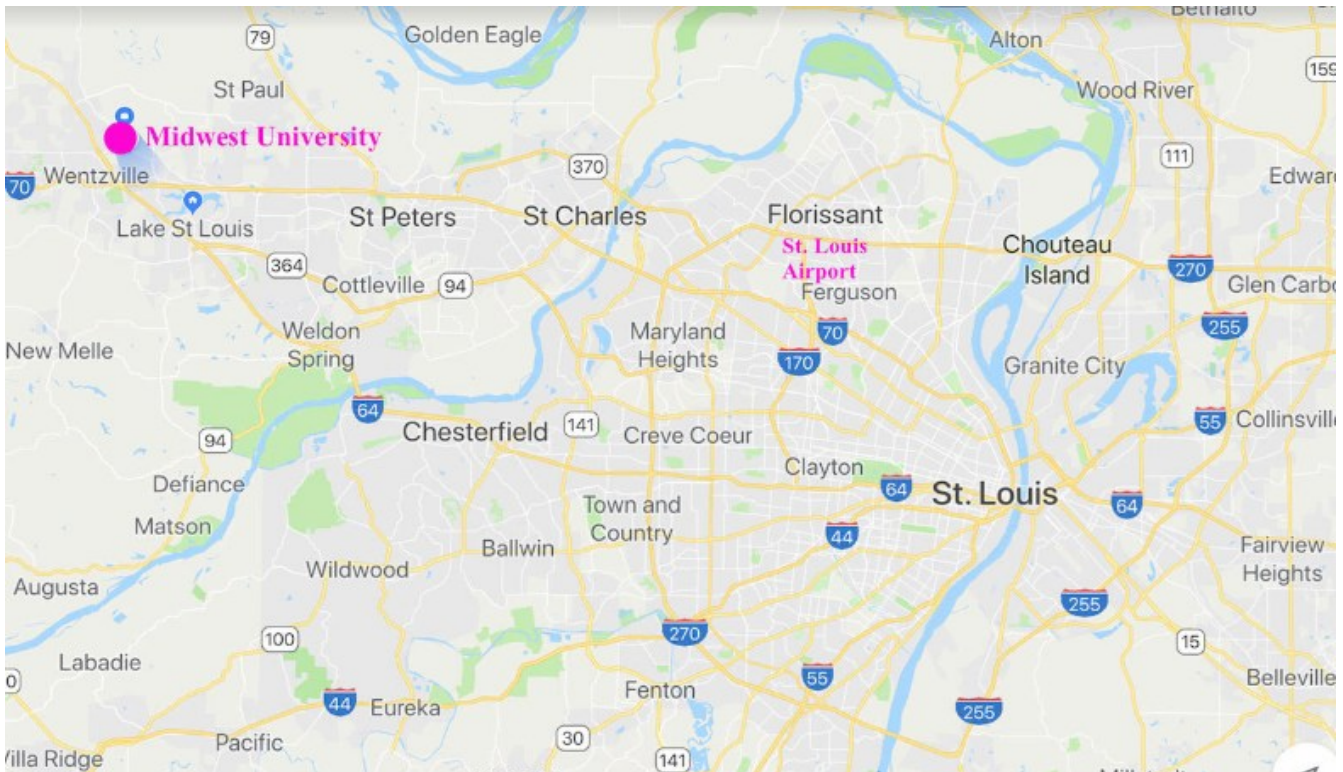 Bethalto
79
Golden Eagle
Alton
159
St Paul
Wood River
Midwest University
111
370
Wentzville
70
Edwar
St Peters
St Charles
Florissant
Lake St Louis
St. Louis
Airport
Chouteau
Island
364
270
Cottleville
94
Ferguson
Glen Carbo
Weldon
Spring
Maryland
Heights
70
255
New Melle
170
Granite City
64
55
Collinsville
94
Chesterfield
141
Creve Coeur
Clayton
Defiance
64
St. Louis
64
Matson
Town and
Country
44
Ballwin
Fairview
Heights
Augusta
Wildwood
255
100
270
15
Labadie
0
55
Fenton
Belleville
44
Eureka
255
Pacific
30
Villa Ridge
141